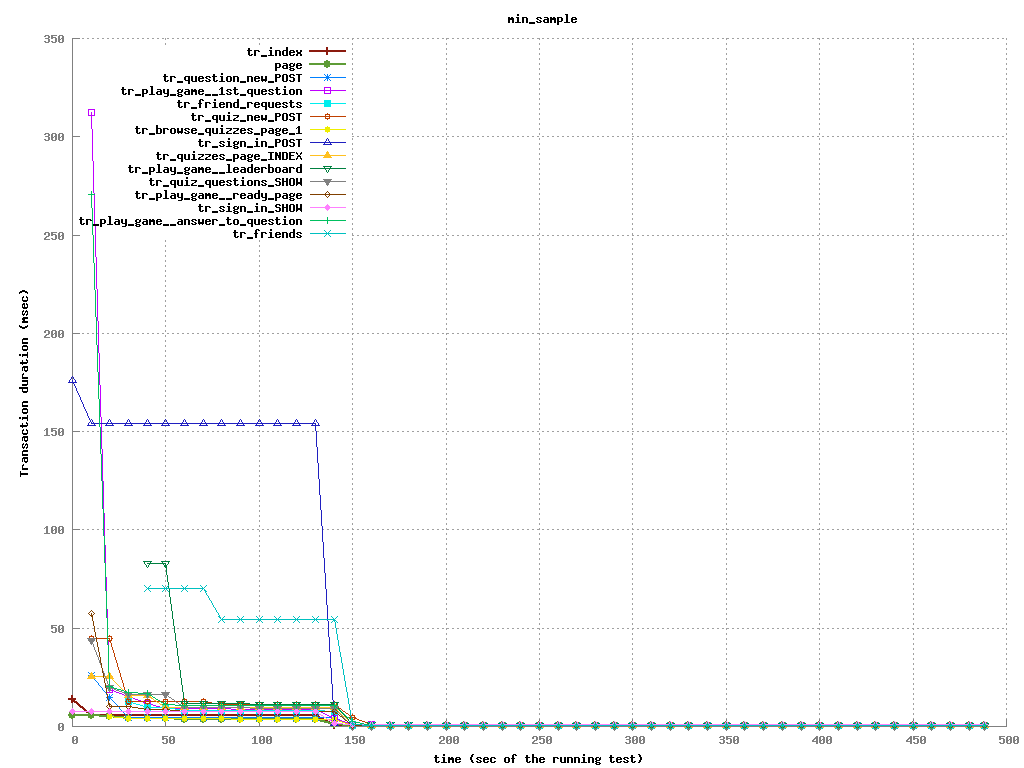 min_sample
350
300
250
200
150
100
50
0
Transaction duration (msec)
tr_index
page
tr_question_new_POST
tr_play_game__1st_question
tr_friend_requests
tr_quiz_new_POST
tr_browse_quizzes_page_1
tr_sign_in_POST
tr_quizzes_page_INDEX
tr_play_game__leaderboard
tr_quiz_questions_SHOW
tr_play_game__ready_page
tr_sign_in_SHOW
tr_play_game__answer_to_question
tr_friends
0 50 100 150 200 250 300 350 400 450 500
time (sec of the running test)